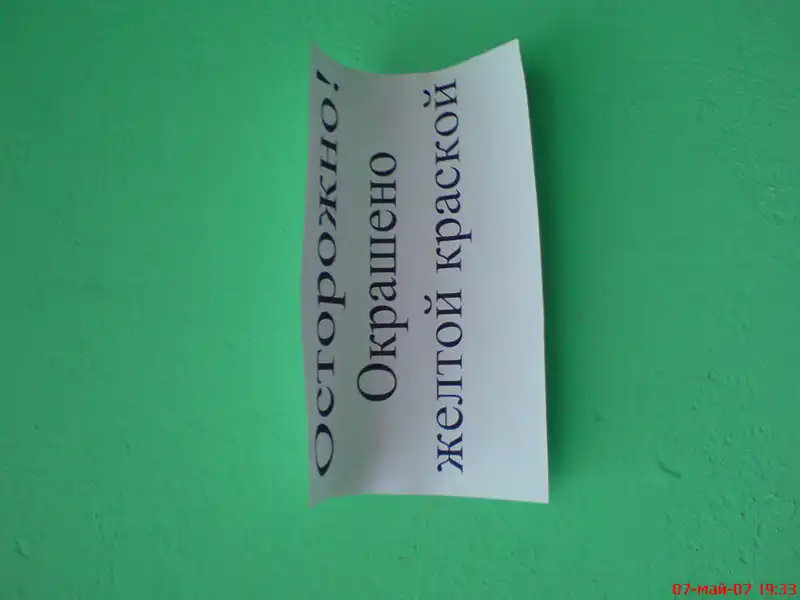 Осторожно!
Окрашено
желтой краской
07-май-07 19:33